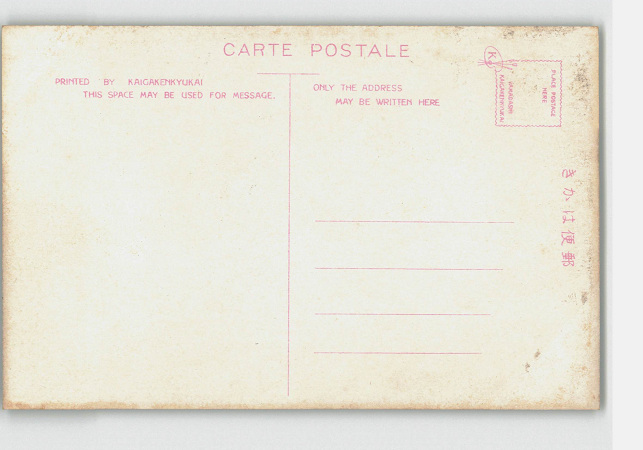 CARTE POSTALE
PRINTED BY KAIGAKENKYUKAI
THIS SPACE MAY BE USED FOR MESSAGE.
ONLY THE ADDRESS
MAY BE WRITTEN HERE
PLACE POSTAGE
HERE
KAIGAKENKYUKAI
きかは便郵